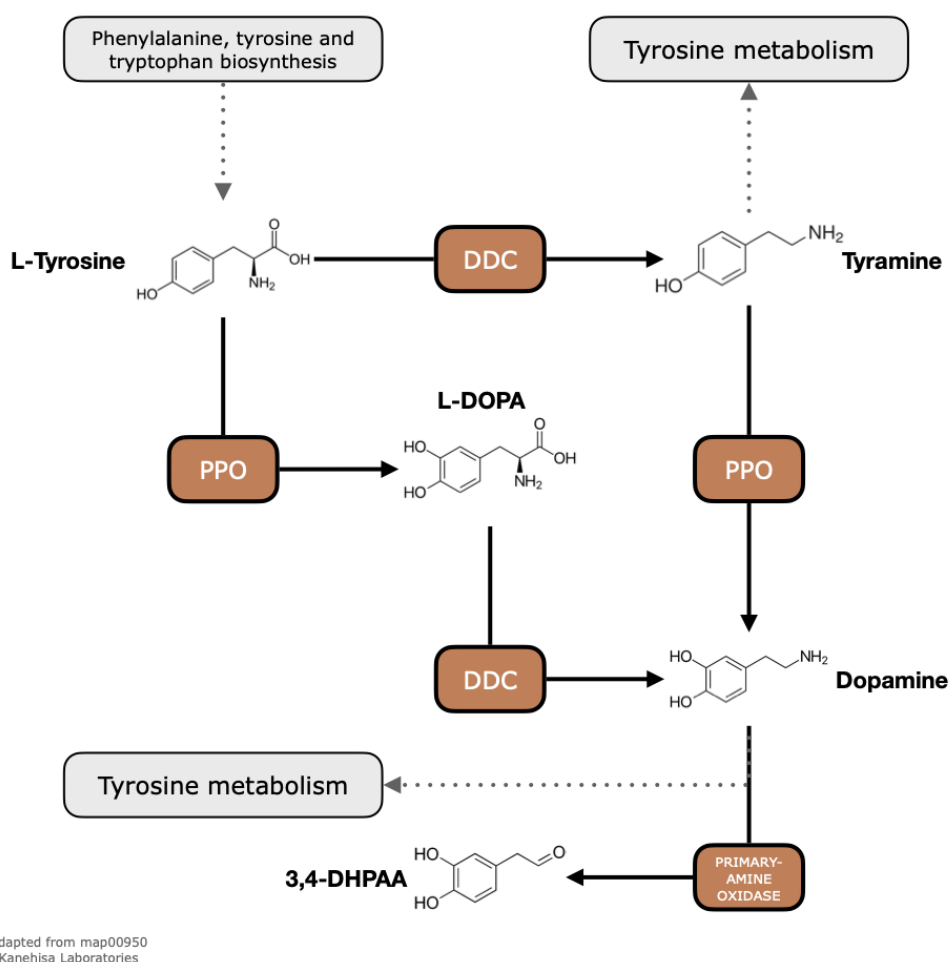 Phenylalanine, tyrosine and
tryptophan biosynthesis
Tyrosine metabolism
L-Tyrosine
O
OH
NH2
HO
DDC
NH2
HO
Tyramine
L-DOPA
PPO
HO
HO
O
OH
NH2
PPO
DDC
HO
HO
NH2
Dopamine
Tyrosine metabolism
3,4-DHPAA
HO
HO
O
PRIMARY-
AMINE
OXIDASE
dapted from map00950
Kanehisa Laboratories